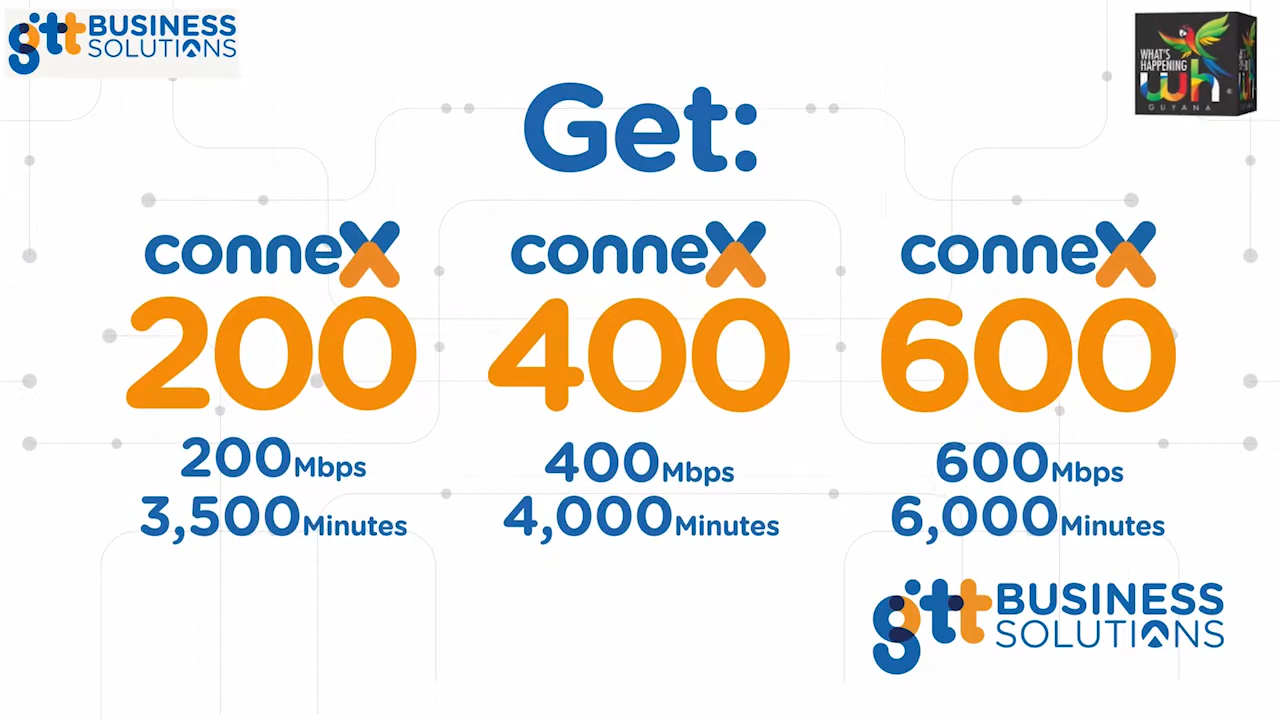 gtt BUSINESS SOLUTIONS
WHAT'S HAPPENING
wh
GUYANA
Get:
conneX
200
200Mbps
3,500Minutes
conneX
400
400Mbps
4,000Minutes
conneX
600
600Mbps
6,000Minutes
gtt BUSINESS SOLUTIONS